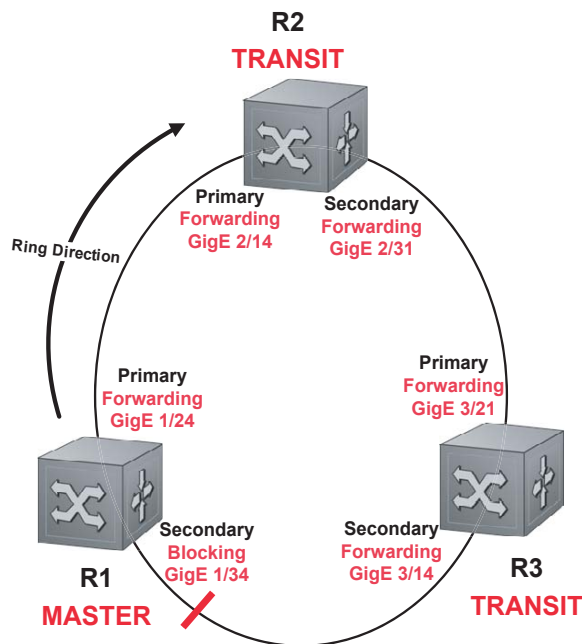 R2
TRANSIT
Primary
Forwarding
GigE 2/14
Secondary
Forwarding
GigE 2/31
Ring Direction
Primary
Forwarding
GigE 1/24
Primary
Forwarding
GigE 3/21
Secondary
Blocking
GigE 1/34
Secondary
Forwarding
GigE 3/14
R1
MASTER
R3
TRANSIT